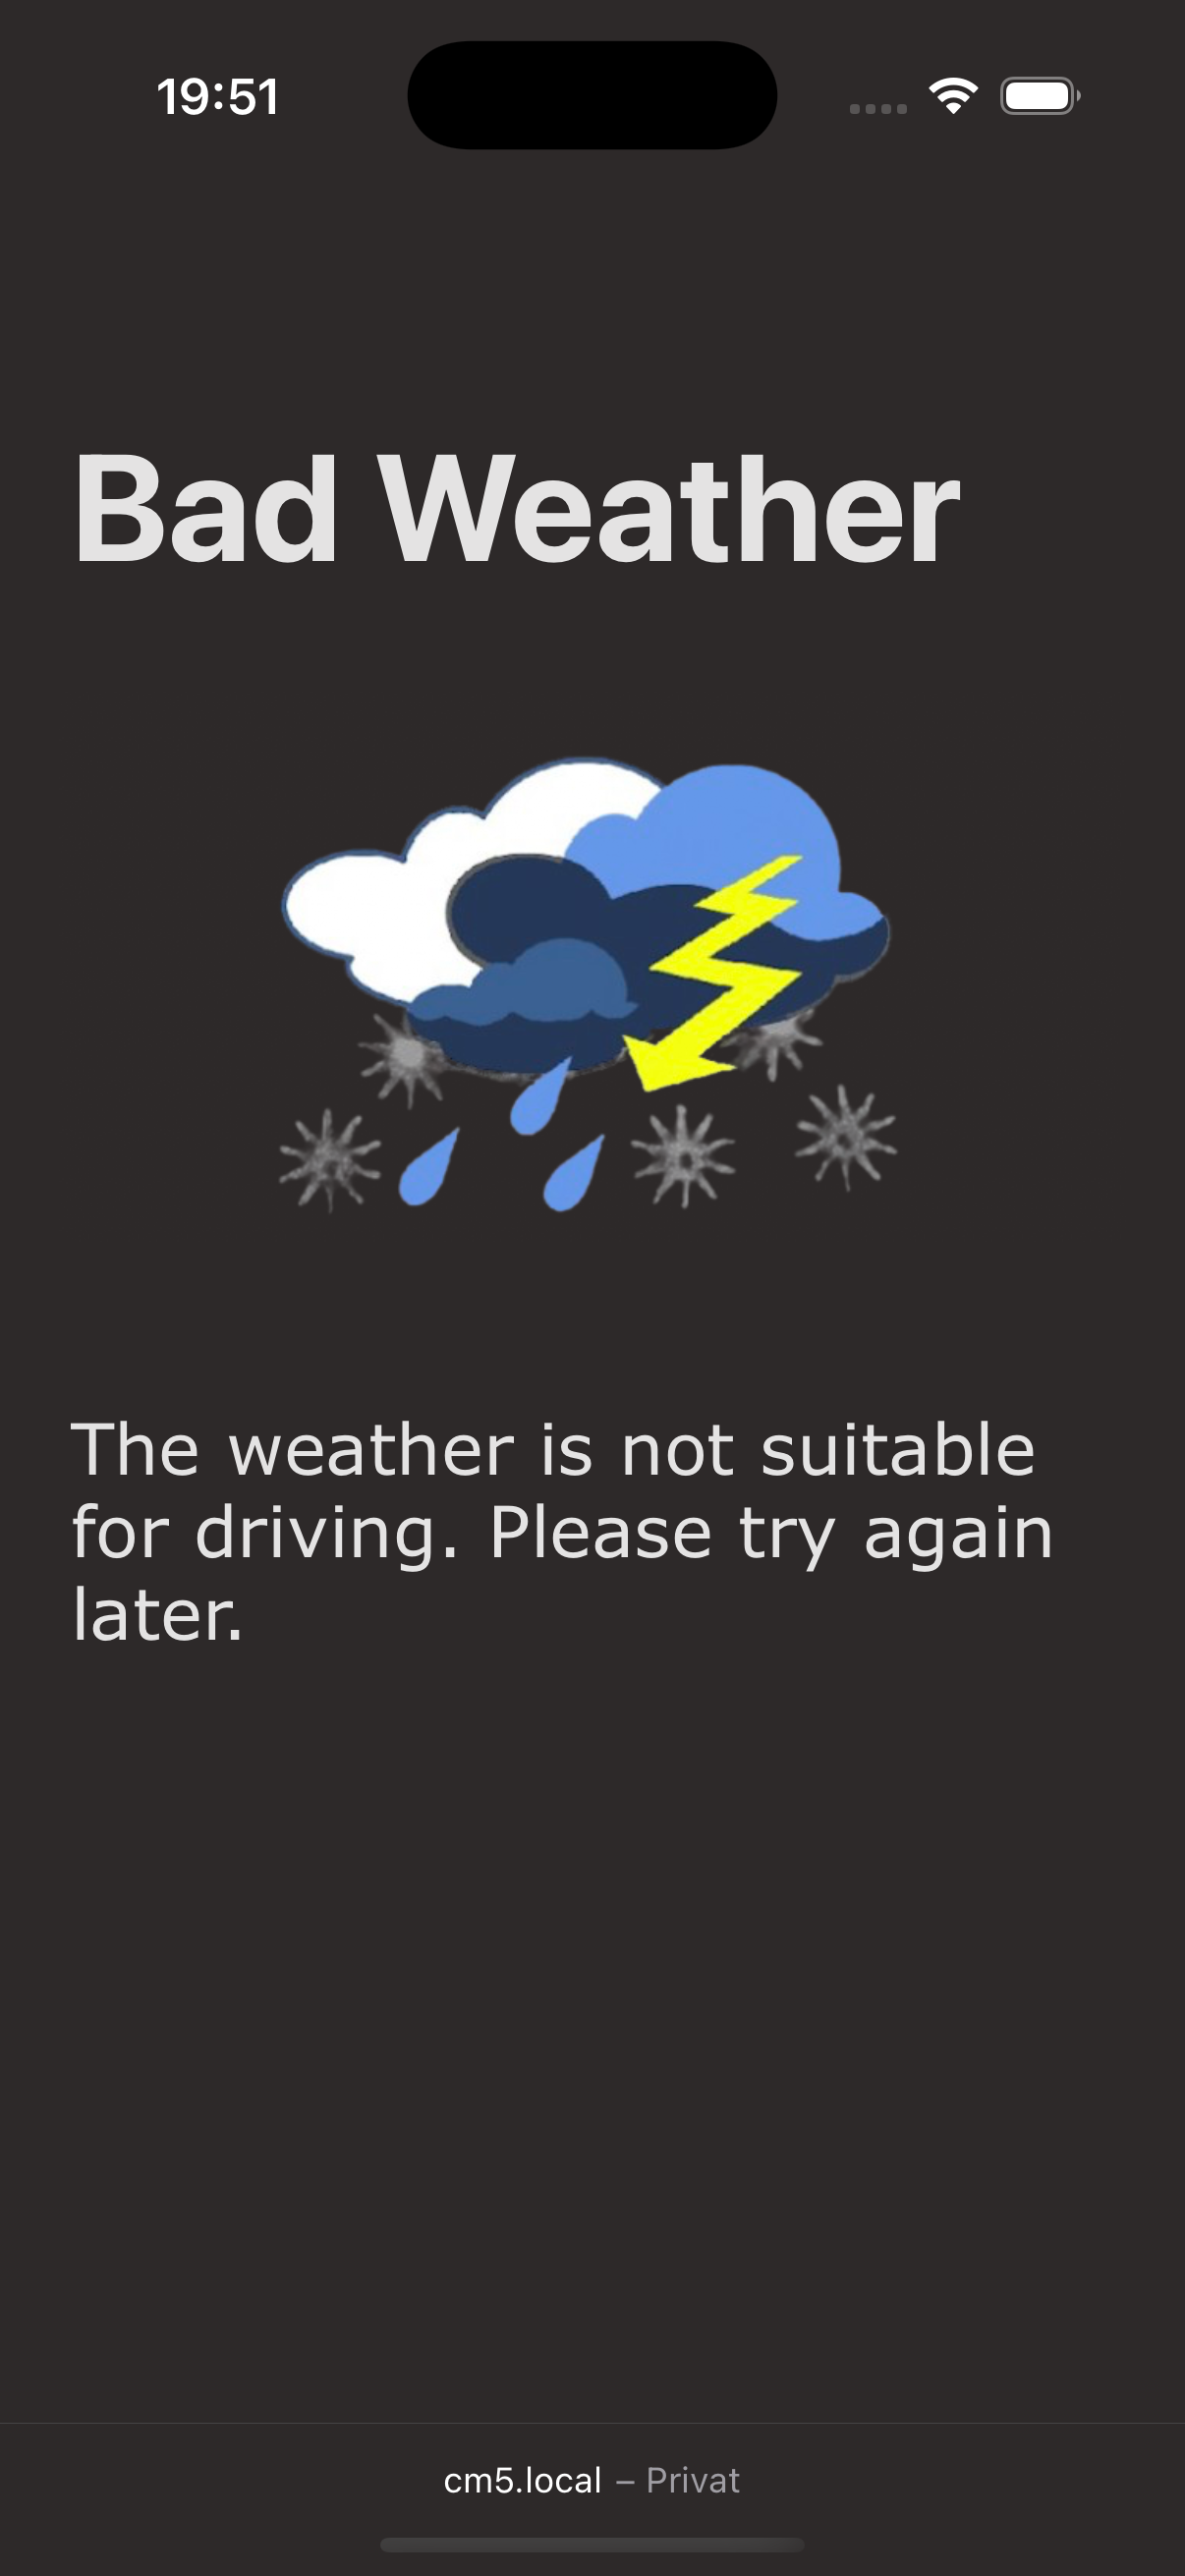 19:51
Bad Weather
The weather is not suitable
for driving. Please try again
later.
cm5.local – Privat